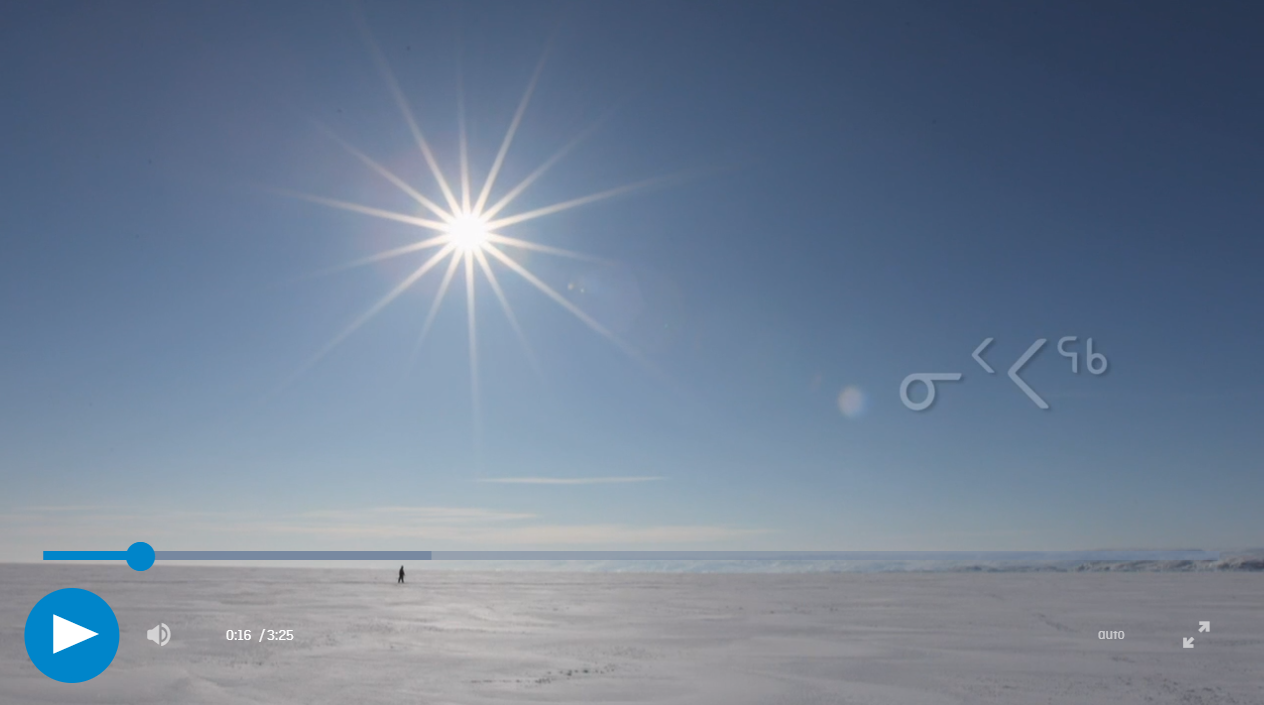 ᓂᑉᐸᖅ
0:16 / 3:25
auto